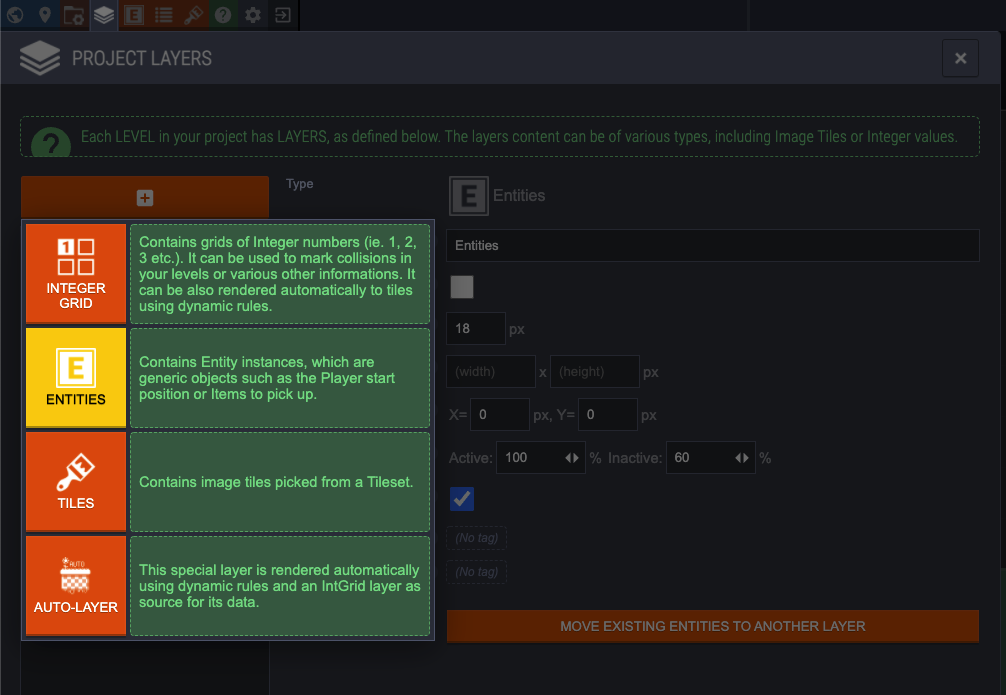 PROJECT LAYERS
Each LEVEL in your project has LAYERS, as defined below. The layers content can be of various types, including Image Tiles or Integer values.
Type
E Entities
1
INTEGER
GRID
Contains grids of Integer numbers (ie. 1, 2,
3 etc.). It can be used to mark collisions in
your levels or various other informations. It
can be also rendered automatically to tiles
using dynamic rules.
E
ENTITIES
Contains Entity instances, which are
generic objects such as the Player start
position or Items to pick up.
TILES
Contains image tiles picked from a Tileset.
AUTO
AUTO-LAYER
This special layer is rendered automatically
using dynamic rules and an IntGrid layer as
source for its data.
Entities
18 px
(width) x (height) px
X= 0 px, Y= 0 px
Active: 100 % Inactive: 60 %
(No tag)
(No tag)
MOVE EXISTING ENTITIES TO ANOTHER LAYER